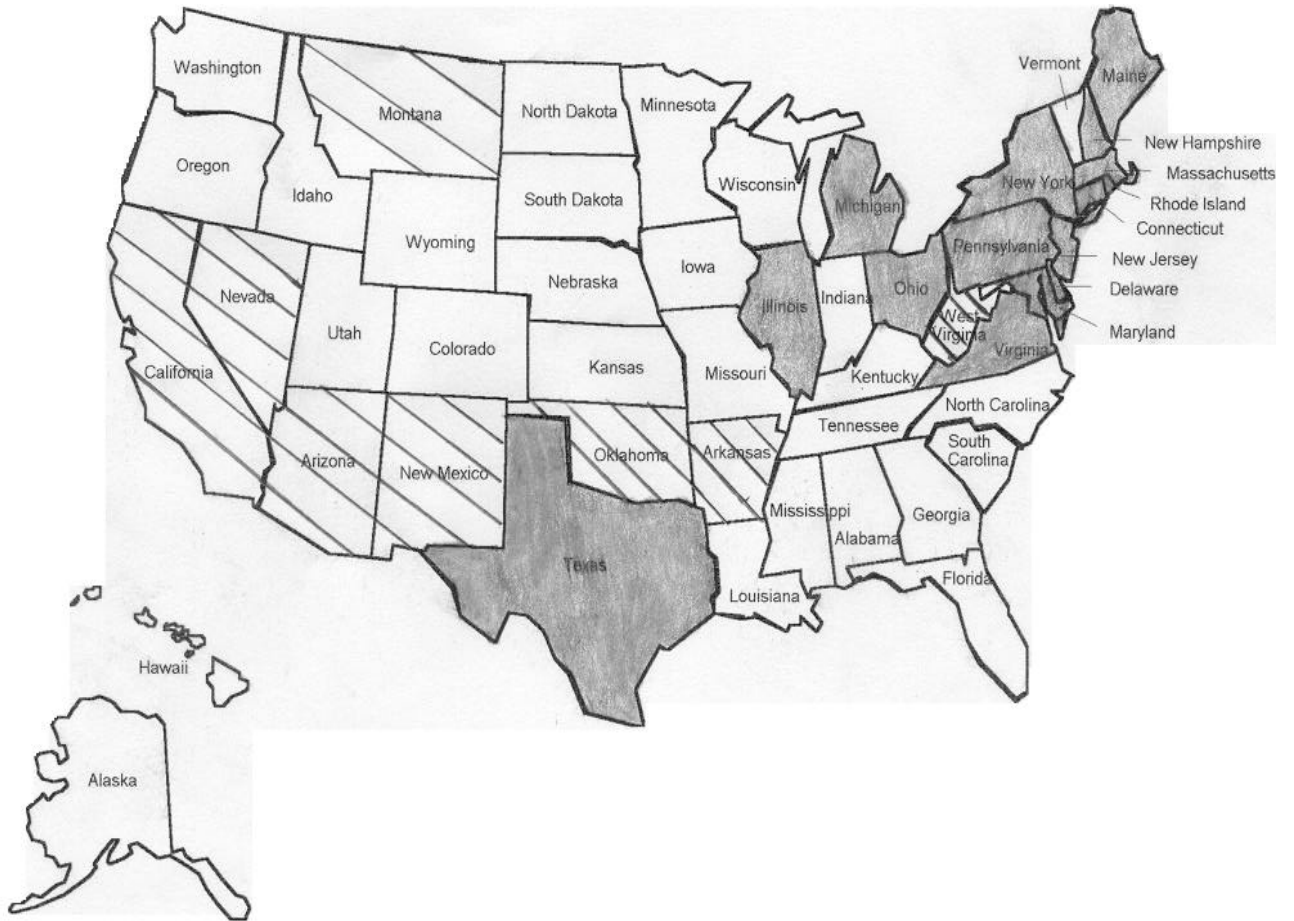 Washington
Montana
North Dakota
Minnesota
Vermont
Maine
Oregon
Idaho
South Dakota
Wisconsin
Michigan
New York
New Hampshire
Massachusetts
Rhode Island
Connecticut
Wyoming
Nebraska
Iowa
Pennsylvania
New Jersey
Nevada
Utah
Colorado
Illinois
Indiana
Ohio
Delaware
West
Virginia
Maryland
Virginia
California
Kansas
Missouri
Kentucky
Arizona
New Mexico
Oklahoma
Arkansas
Tennessee
North Carolina
South
Carolina
Texas
Mississippi
Alabama
Georgia
Louisiana
Florida
Hawaii
Alaska